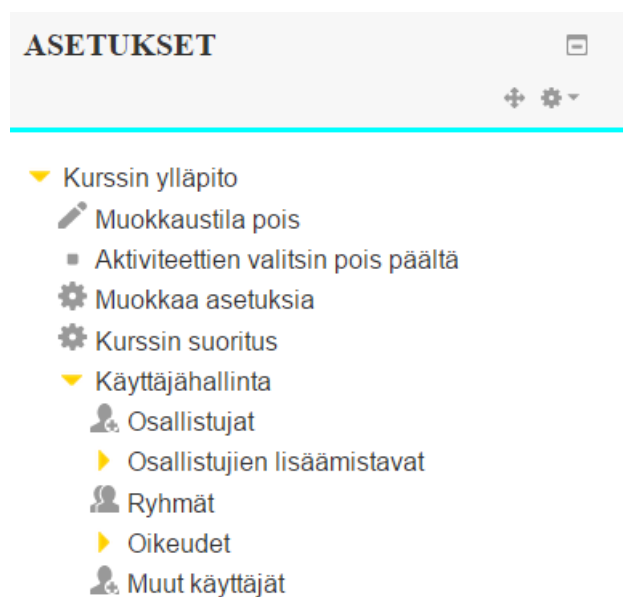 ASETUKSET
Kurssin ylläpito
Muokkaustila pois
Aktiviteettien valitsin pois päältä
Muokkaa asetuksia
Kurssin suoritus
Käyttäjähallinta
Osallistujat
Osallistujien lisäämistavat
Ryhmät
Oikeudet
Muut käyttäjät